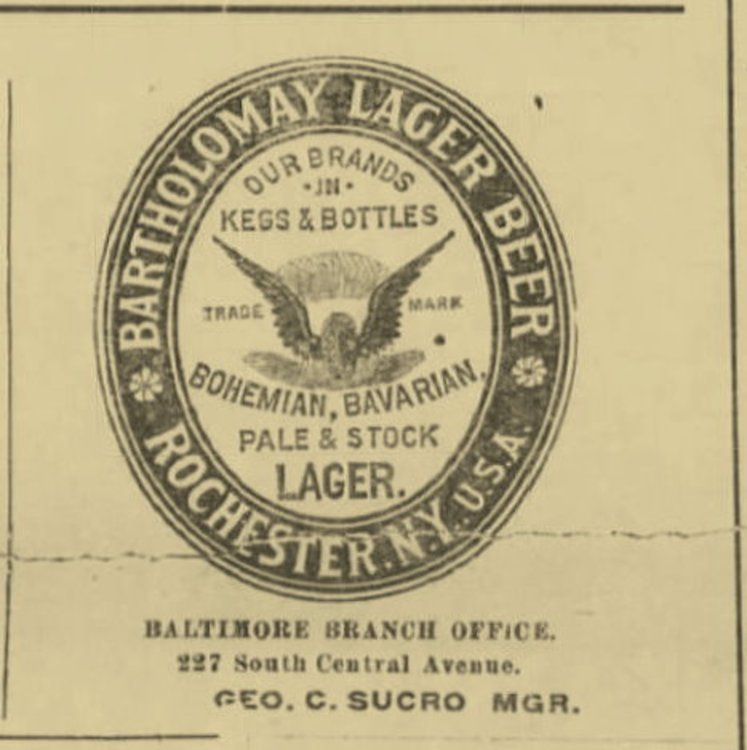 BARTHOLOMAY LAGER BEER
OUR BRANDS
·IN·
KEGS & BOTTLES
TRADE MARK
BOHEMIAN, BAVARIAN,
PALE & STOCK
LAGER.
ROCHESTER. N.Y. U.S.A.
BALTIMORE BRANCH OFFICE.
227 South Central Avenue.
GEO. C. SUCRO MGR.